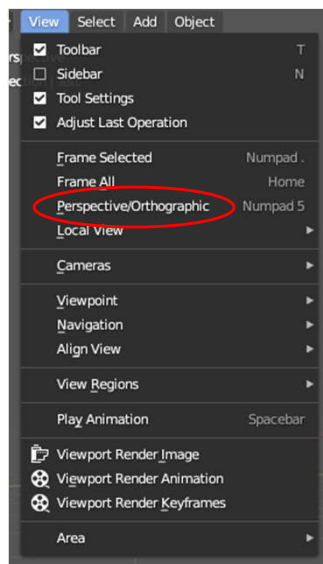 View Select Add Object
Toolbar T
Sidebar N
Tool Settings
Adjust Last Operation
Frame Selected Numpad .
Frame All Home
Perspective/Orthographic Numpad 5
Local View
Cameras
Viewpoint
Navigation
Align View
View Regions
Play Animation Spacebar
Viewport Render Image
Viewport Render Animation
Viewport Render Keyframes
Area